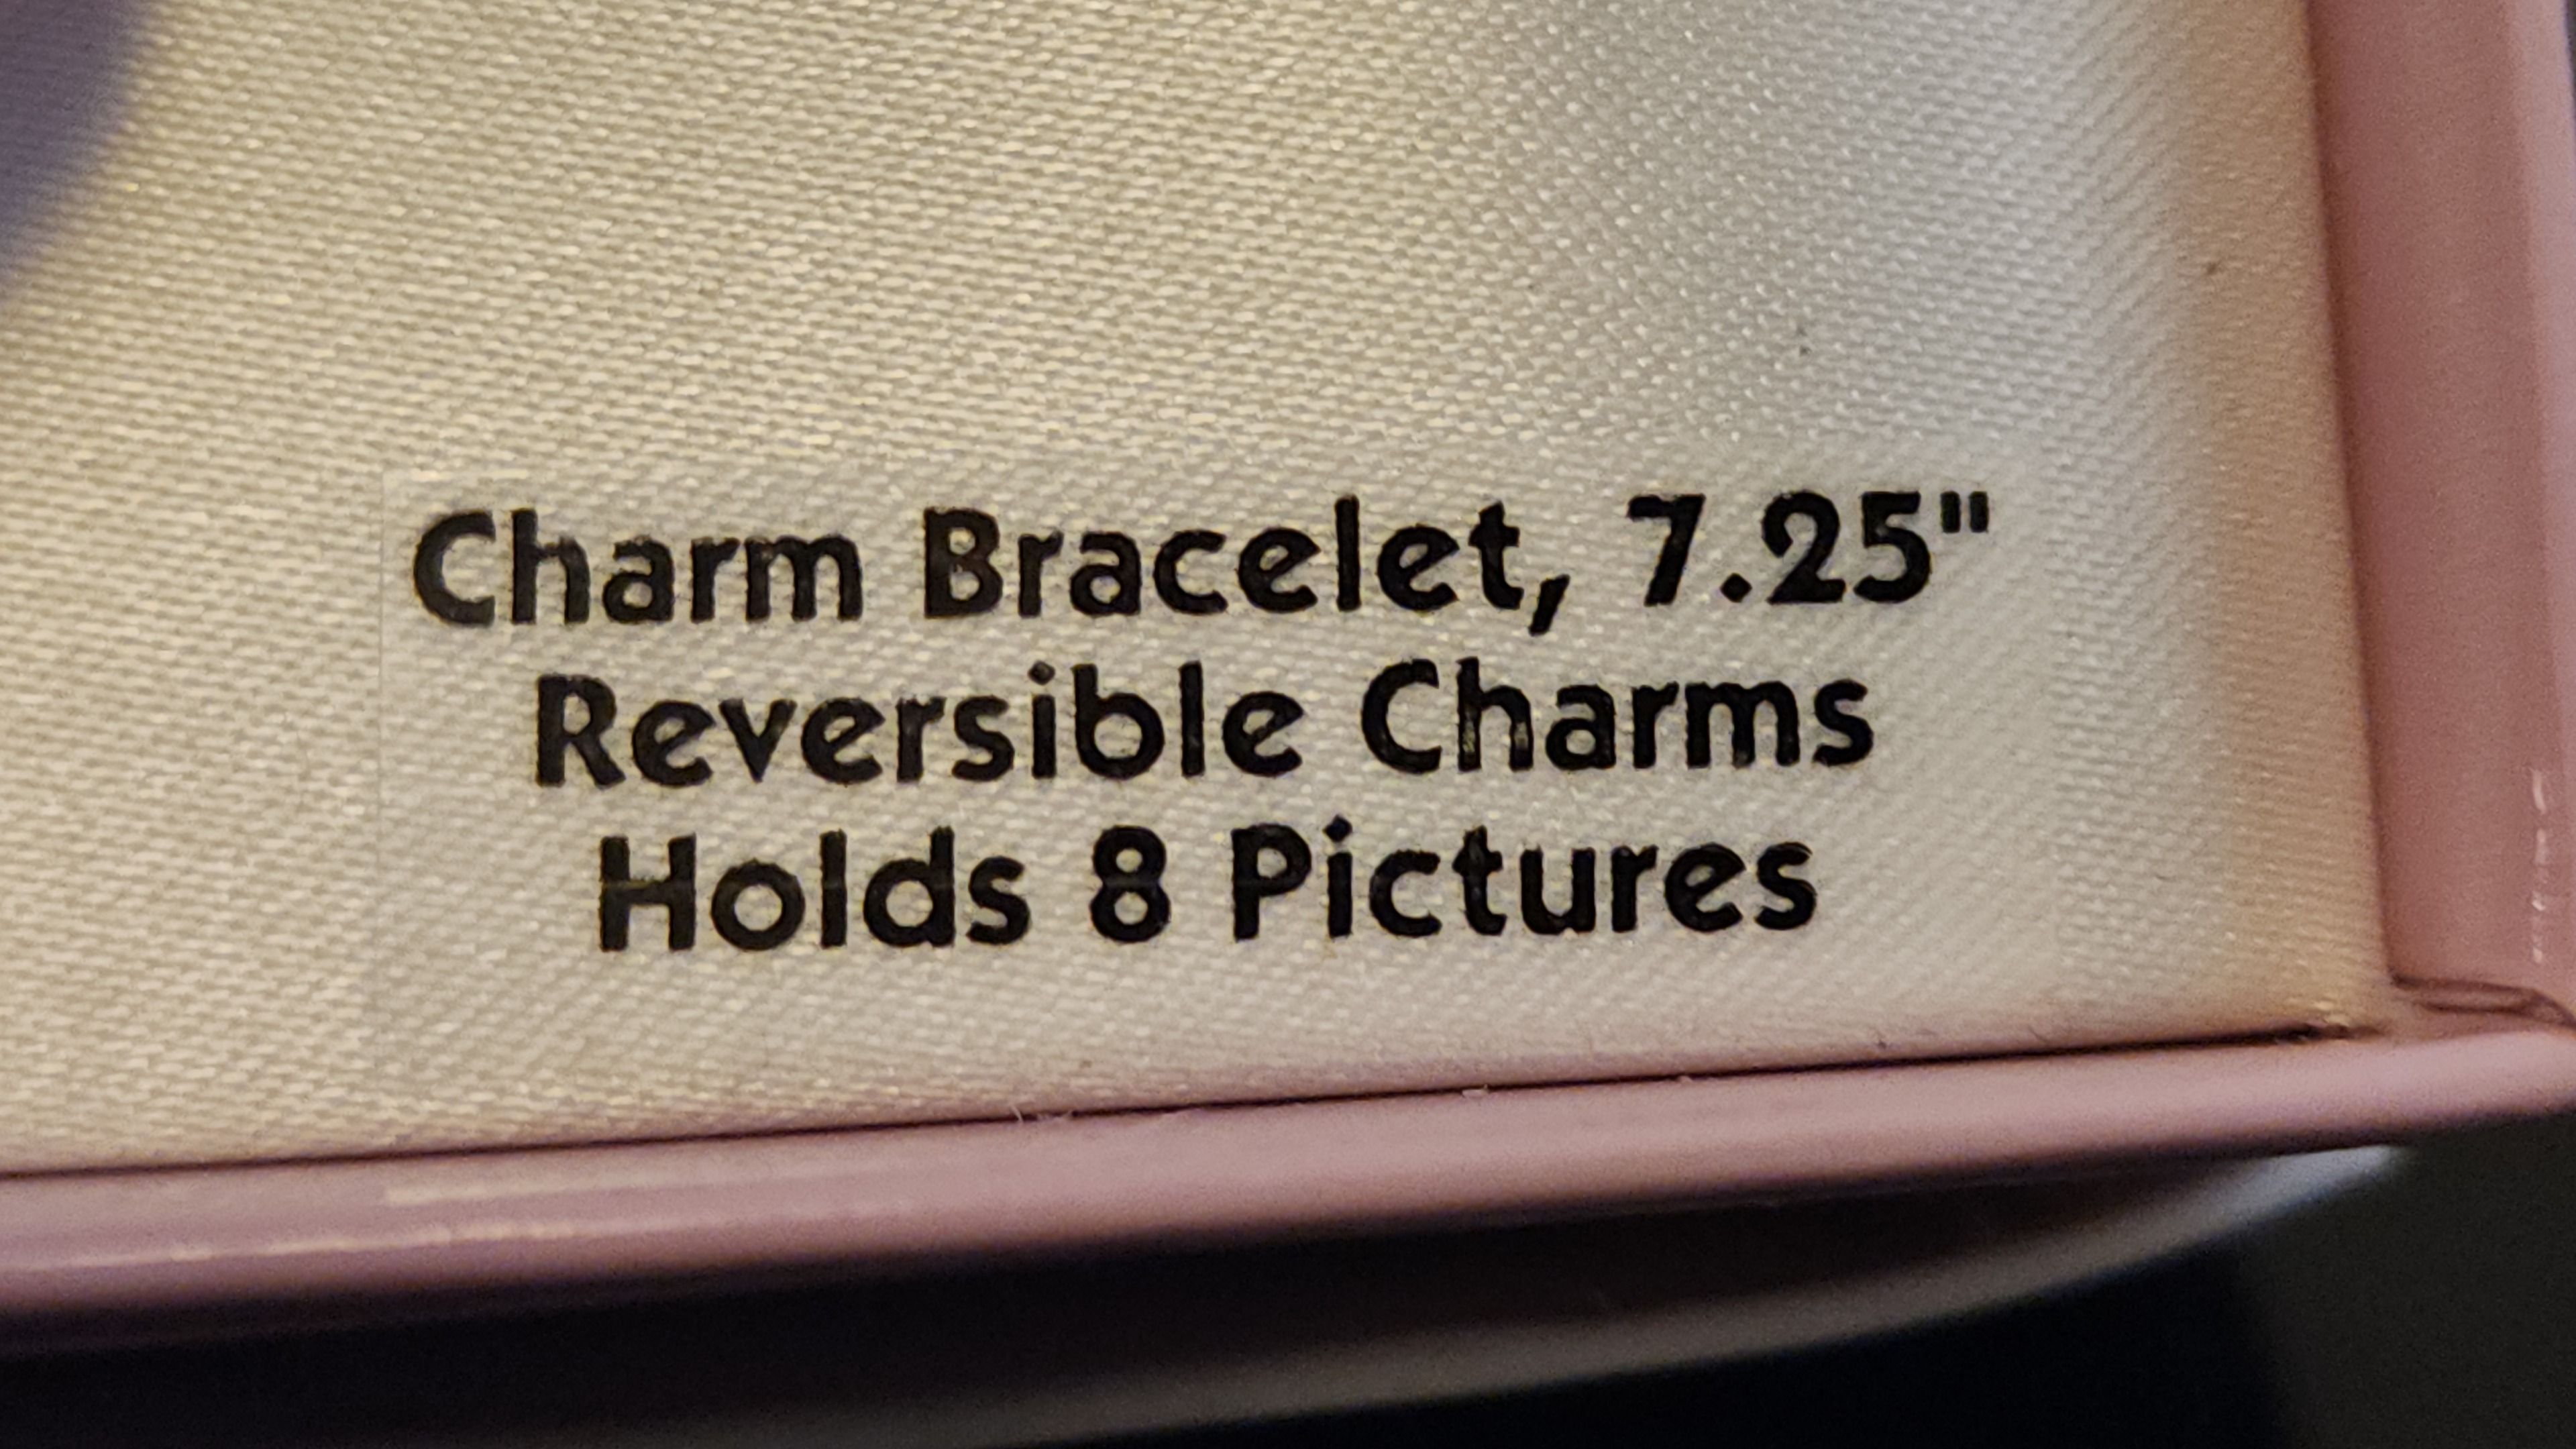 Charm Bracelet, 7.25"
Reversible Charms
Holds 8 Pictures